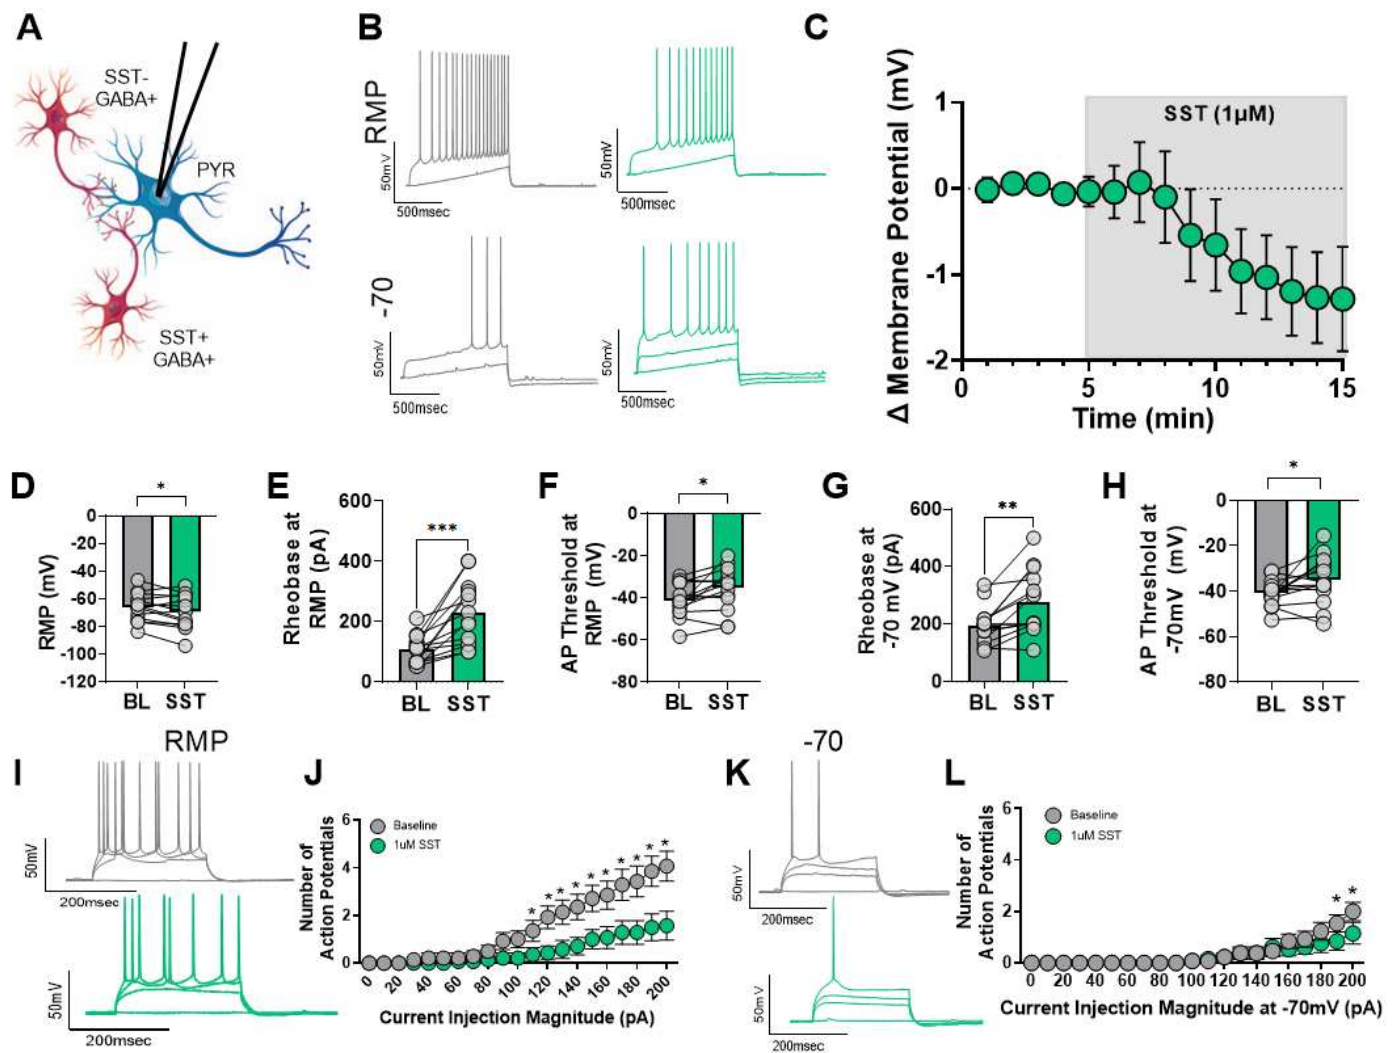 A
SST-
GABA+
PYR
SST+
GABA+
B
RMP
50mV
500msec
50mV
500msec
-70
50mV
500msec
50mV
500msec
C
Δ Membrane Potential (mV)
SST (1µM)
1
0
-1
-2
0 5 10 15
Time (min)
D
RMP (mV)
*
0
-20
-40
-60
-80
-100
-120
BL SST
E
Rheobase at
RMP (pA)
***
600
400
200
0
BL SST
F
AP Threshold at
RMP (mV)
*
0
-20
-40
-60
-80
BL SST
G
Rheobase at
-70 mV (pA)
**
600
400
200
0
BL SST
H
AP Threshold at
-70mV (mV)
*
0
-20
-40
-60
-80
BL SST
RMP
I
50mV
200msec
50mV
200msec
J
Number of
Action Potentials
6
4
2
0
Baseline
1uM SST
* * * * * * * * * *
0 20 40 60 80 100 120 140 160 180 200
Current Injection Magnitude (pA)
-70
K
50mV
200msec
50mV
200msec
L
Number of
Action Potentials
6
4
2
0
Baseline
1uM SST
* *
0 20 40 60 80 100 120 140 160 180 200
Current Injection Magnitude at -70mV (pA)